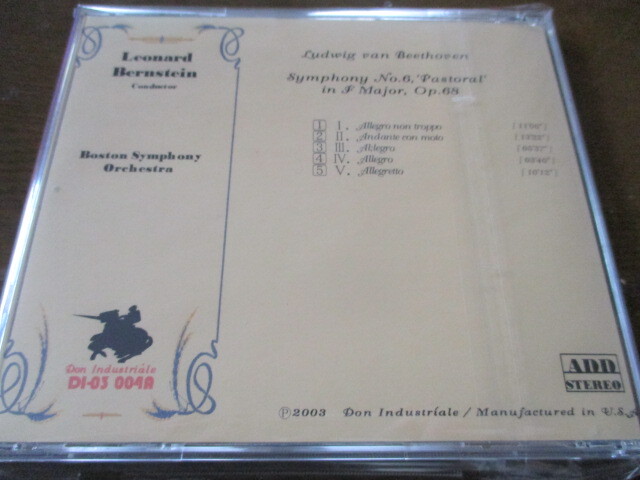 Leonard
Bernstein
Conductor
Boston Symphony
Orchestra
Ludwig van Beethoven
Symphony No.6, 'Pastoral'
in F Major, Op.68
1 I. Allegro non troppo
2 II. Andante con moto
3 III. Allegro
4 IV. Allegro
5 V. Allegretto
Don Industriale
DI-03 004A
ADD
STEREO
Ⓟ2003 Don Industriale / Manufactured in U.S.